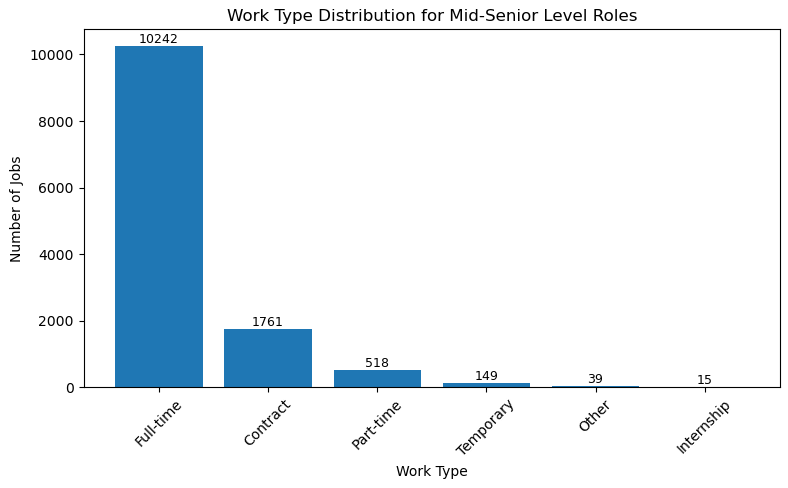 Work Type Distribution for Mid-Senior Level Roles
Number of Jobs
10000
8000
6000
4000
2000
0
10242
1761
518
149
39
15
Full-time
Contract
Part-time
Temporary
Other
Internship
Work Type